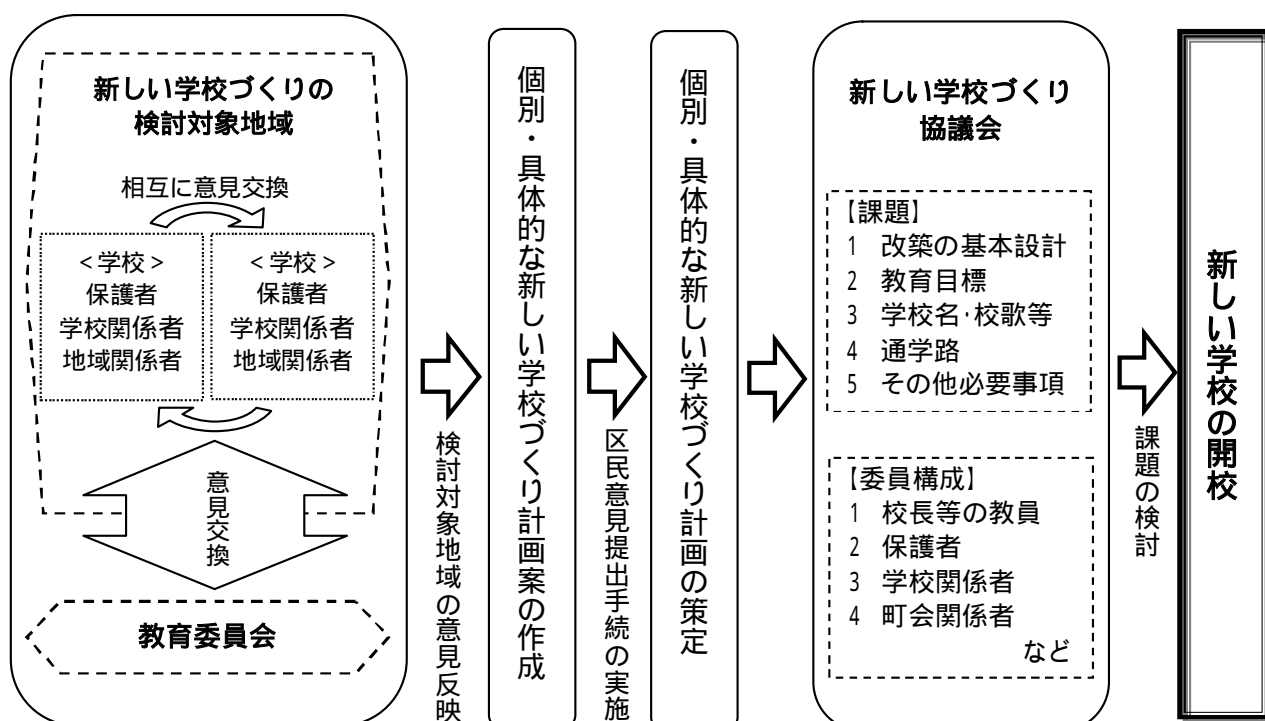 新しい学校づくりの
検討対象地域
相互に意見交換
<学校>
保護者
学校関係者
地域関係者
<学校>
保護者
学校関係者
地域関係者
意見交換
教育委員会
検討対象地域の意見反映
個別・具体的な新しい学校づくり計画案の作成
区民意見提出手続の実施
個別・具体的な新しい学校づくり計画の策定
新しい学校づくり
協議会
【課題】
1 改築の基本設計
2 教育目標
3 学校名・校歌等
4 通学路
5 その他必要事項
【委員構成】
1 校長等の教員
2 保護者
3 学校関係者
4 町会関係者
など
課題の検討
新しい学校の開校